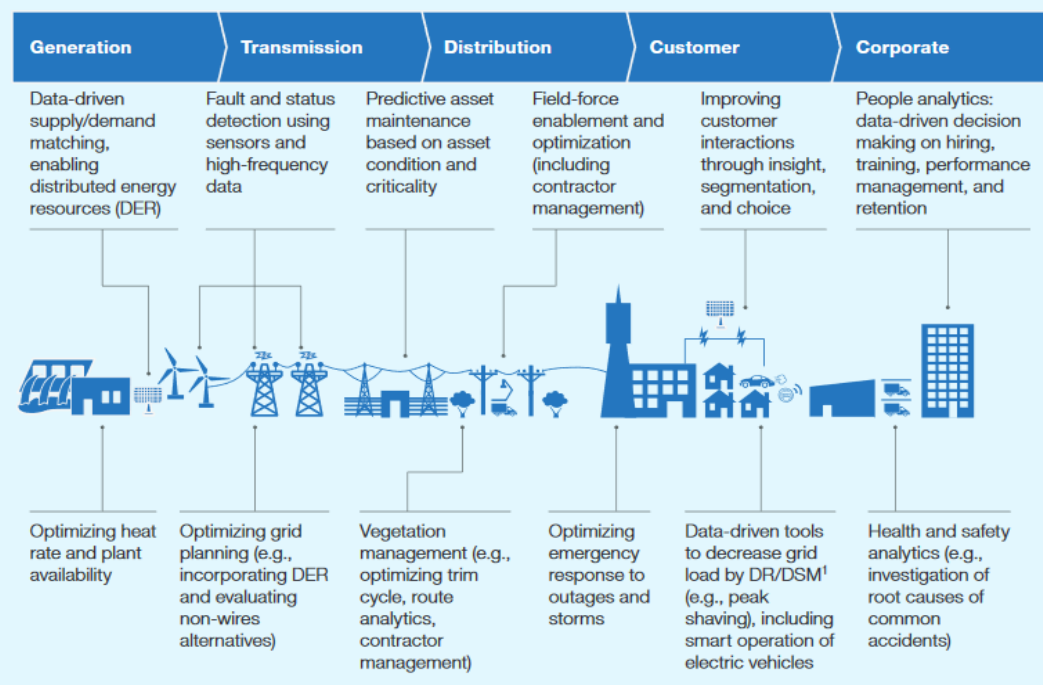 Generation
Transmission
Distribution
Customer
Corporate
Data-driven
supply/demand
matching,
enabling
distributed energy
resources (DER)
Fault and status
detection using
sensors and
high-frequency
data
Predictive asset
maintenance
based on asset
condition and
criticality
Field-force
enablement and
optimization
(including
contractor
management)
Improving
customer
interactions
through insight,
segmentation,
and choice
People analytics:
data-driven decision
making on hiring,
training, performance
management, and
retention
Optimizing heat
rate and plant
availability
Optimizing grid
planning (e.g.,
incorporating DER
and evaluating
non-wires
alternatives)
Vegetation
management (e.g.,
optimizing trim
cycle, route
analytics,
contractor
management)
Optimizing
emergency
response to
outages and
storms
Data-driven tools
to decrease grid
load by DR/DSM¹
(e.g., peak
shaving), including
smart operation of
electric vehicles
Health and safety
analytics (e.g.,
investigation of
root causes of
common
accidents)